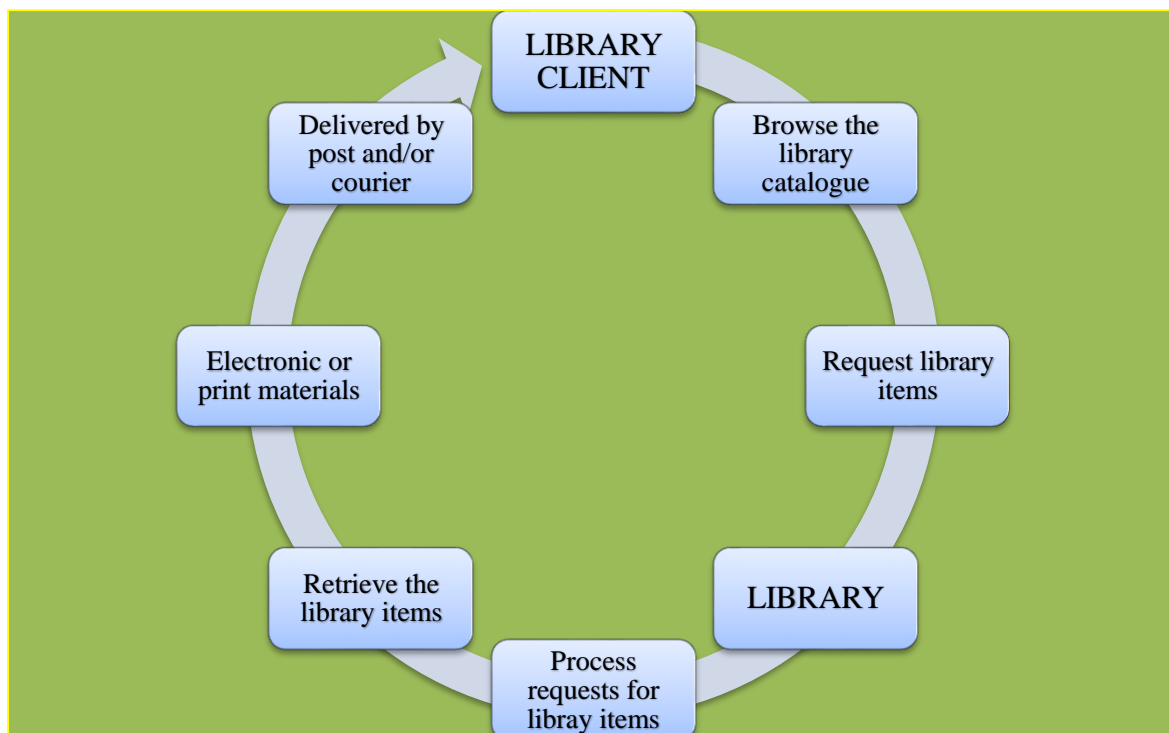 LIBRARY
CLIENT
Browse the
library
catalogue
Request library
items
LIBRARY
Process
requests for
libray items
Retrieve the
library items
Electronic or
print materials
Delivered by
post and/or
courier